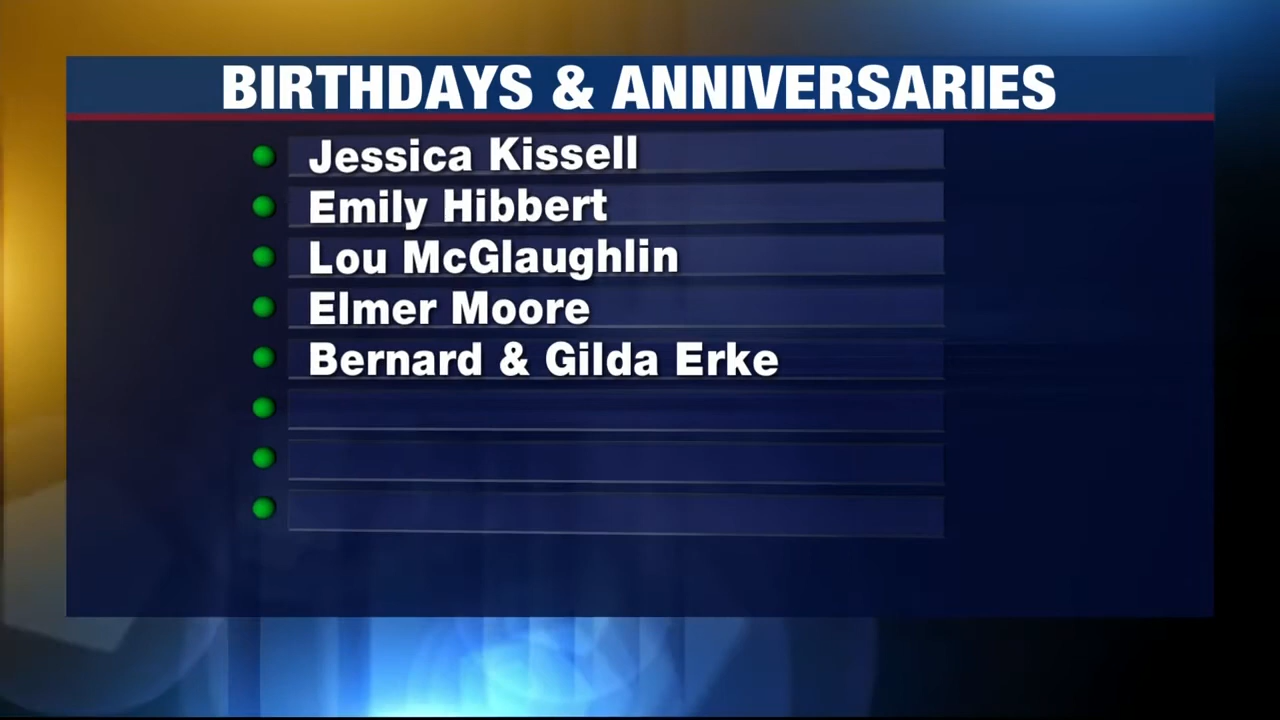 BIRTHDAYS & ANNIVERSARIES
Jessica Kissell
Emily Hibbert
Lou McGlaughlin
Elmer Moore
Bernard & Gilda Erke